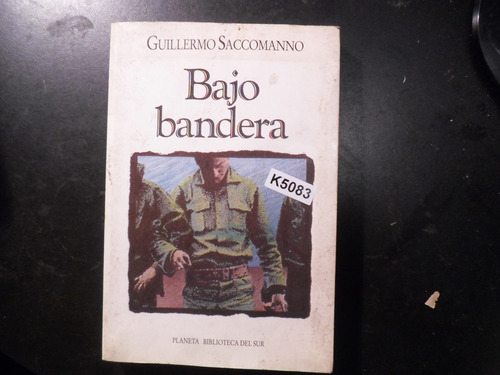 GUILLERMO SACCOMANNO
Bajo
bandera
K5083
PLANETA BIBLIOTECA DEL SUR